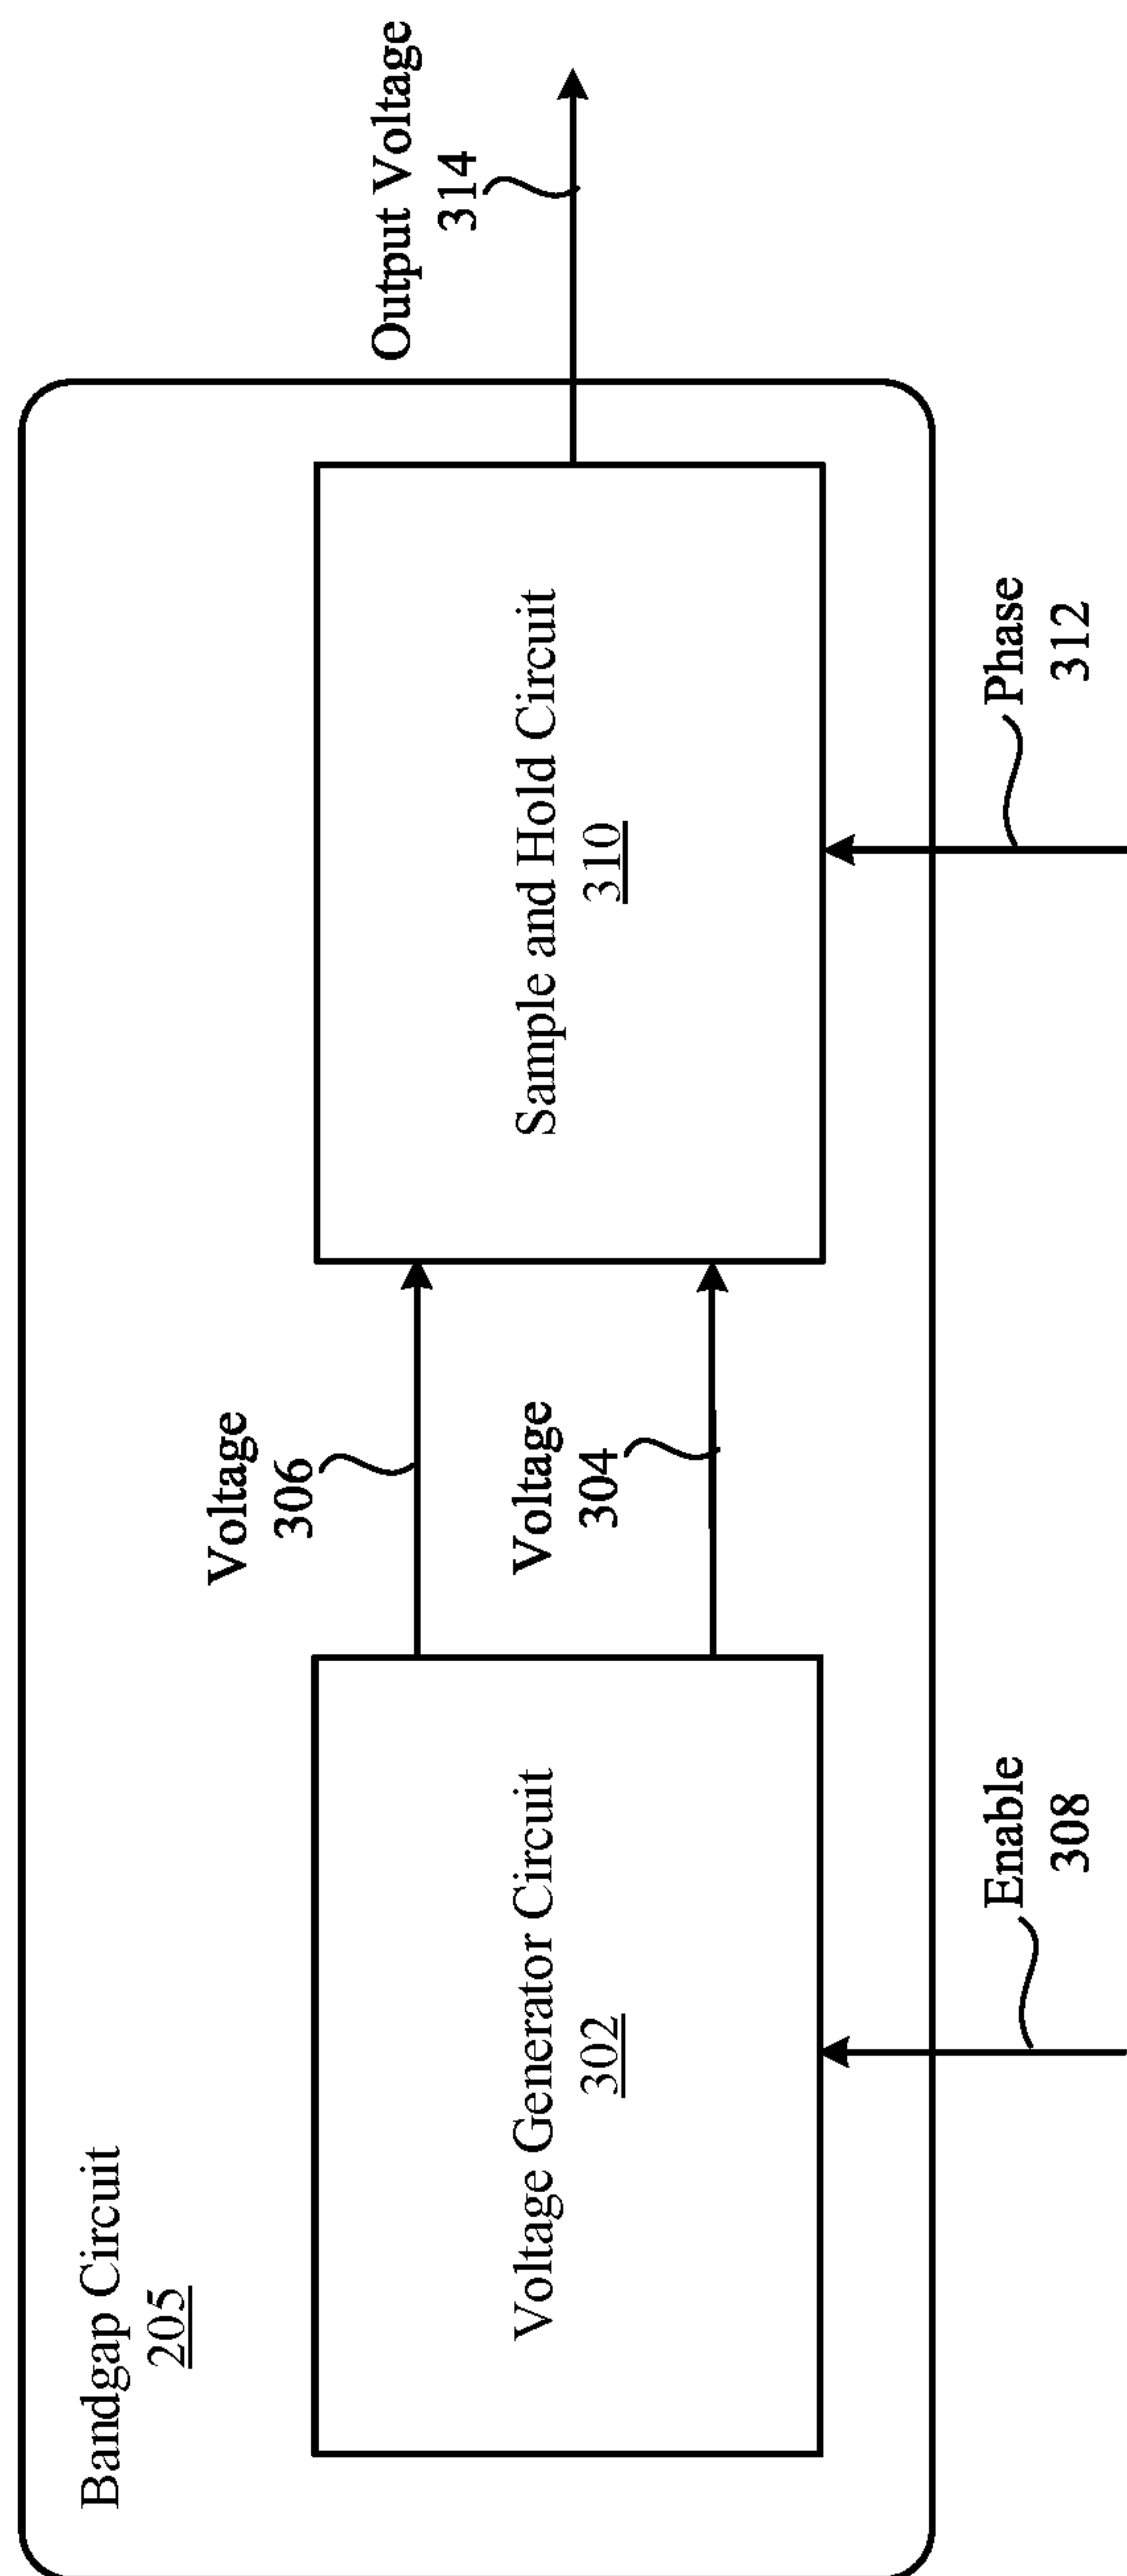 Bandgap Circuit
205
Voltage Generator Circuit
302
Voltage
306
Voltage
304
Sample and Hold Circuit
310
Output Voltage
314
Enable
308
Phase
312